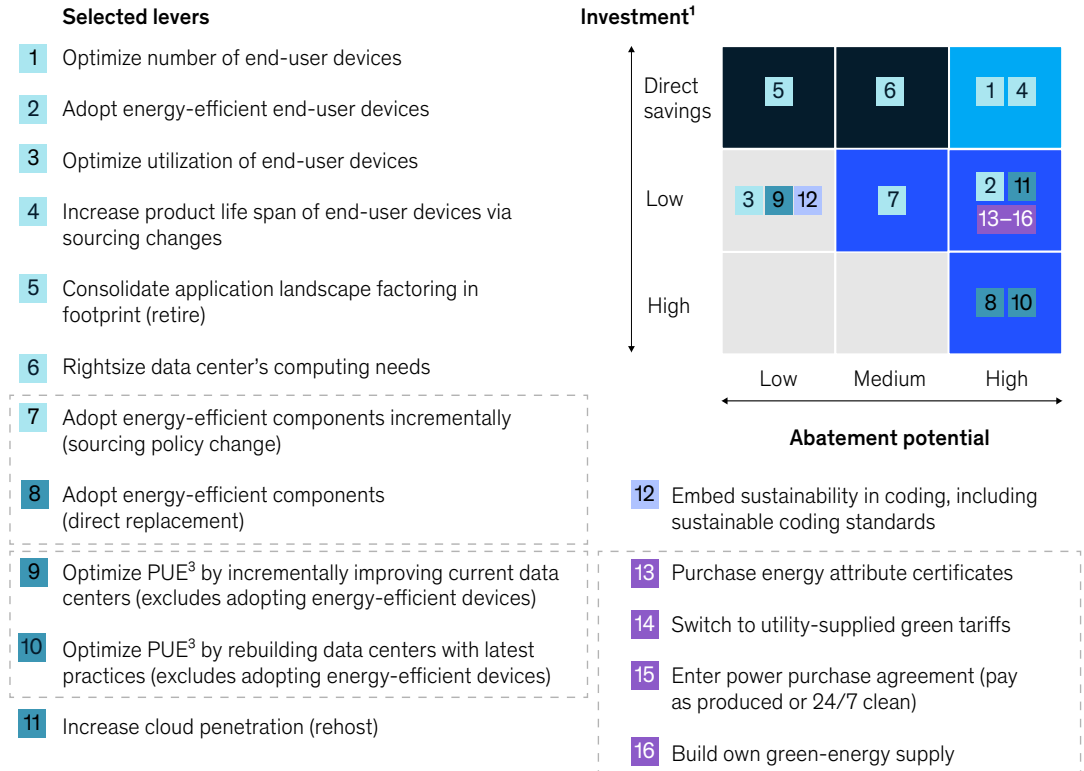 Selected levers
1 Optimize number of end-user devices
2 Adopt energy-efficient end-user devices
3 Optimize utilization of end-user devices
4 Increase product life span of end-user devices via
sourcing changes
5 Consolidate application landscape factoring in
footprint (retire)
6 Rightsize data center's computing needs
7 Adopt energy-efficient components incrementally
(sourcing policy change)
8 Adopt energy-efficient components
(direct replacement)
9 Optimize PUE³ by incrementally improving current data
centers (excludes adopting energy-efficient devices)
10 Optimize PUE³ by rebuilding data centers with latest
practices (excludes adopting energy-efficient devices)
11 Increase cloud penetration (rehost)
Investment¹
Direct
savings
5 6 1 4
Low
3 9 12 7 2 11
13–16
High
8 10
Low Medium High
Abatement potential
12 Embed sustainability in coding, including
sustainable coding standards
13 Purchase energy attribute certificates
14 Switch to utility-supplied green tariffs
15 Enter power purchase agreement (pay
as produced or 24/7 clean)
16 Build own green-energy supply